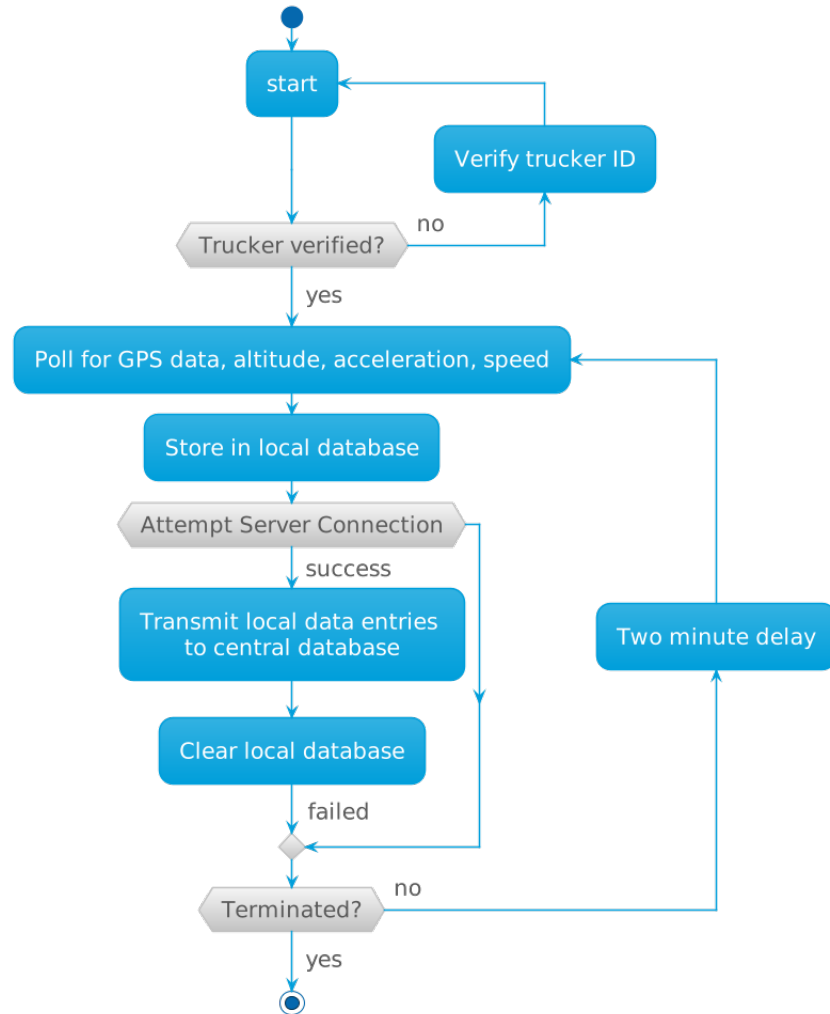 start
Verify trucker ID
no
Trucker verified?
yes
Poll for GPS data, altitude, acceleration, speed
Store in local database
Attempt Server Connection
success
Transmit local data entries
to central database
Two minute delay
Clear local database
failed
no
Terminated?
yes